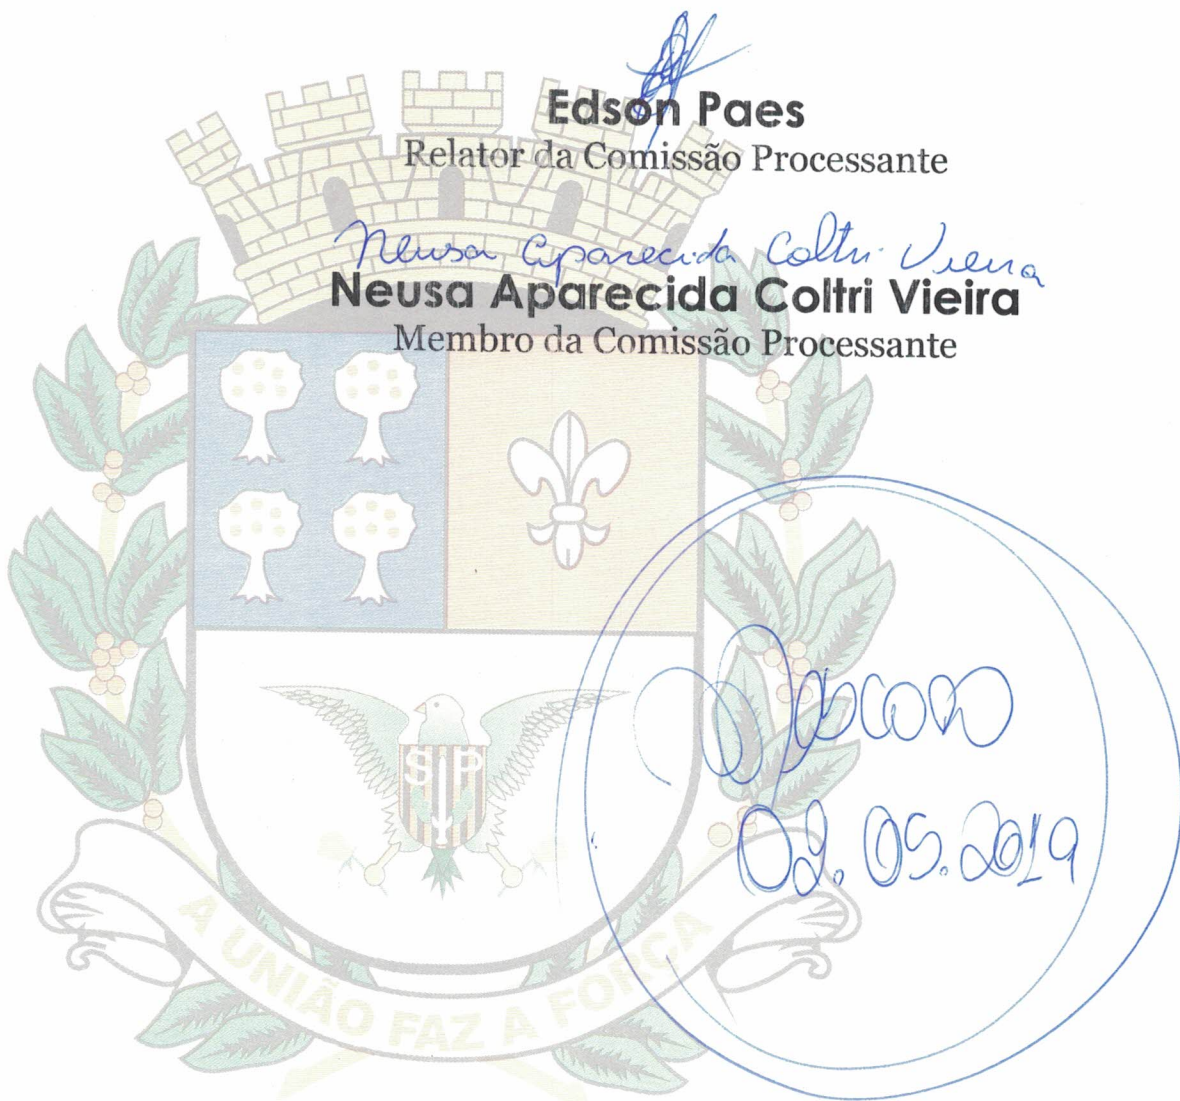 Edson Paes
Relator da Comissão Processante
Neusa Aparecida Coltri Vieira
Neusa Aparecida Coltri Vieira
Membro da Comissão Processante
SP
02.05.2019
A UNIÃO FAZ A FORÇA